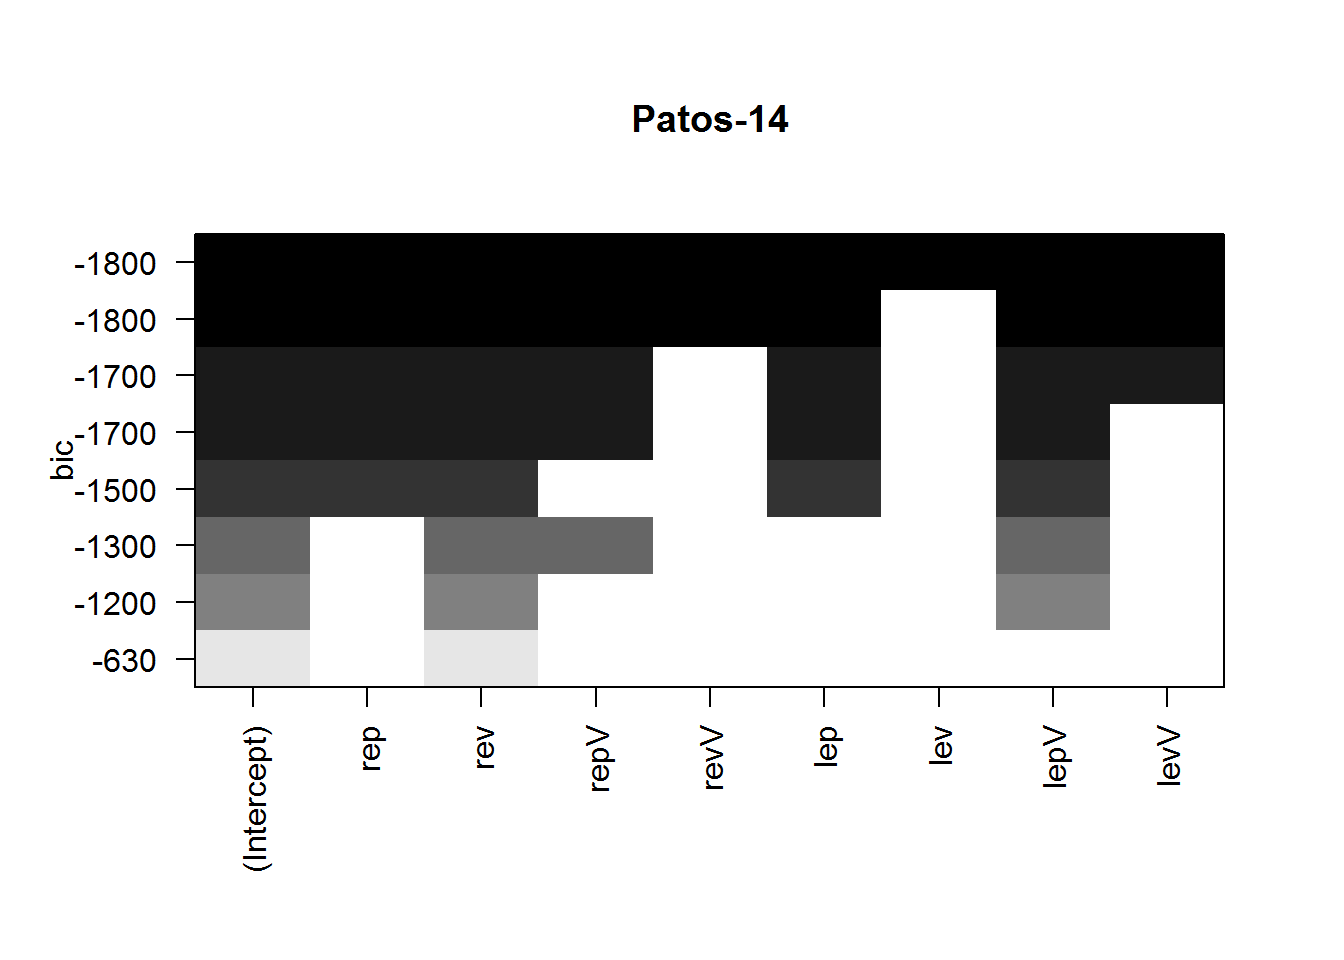 Patos-14
bic
-1800
-1800
-1700
-1700
-1500
-1300
-1200
-630
(Intercept)
rep
rev
repV
revV
lep
lev
lepV
levV